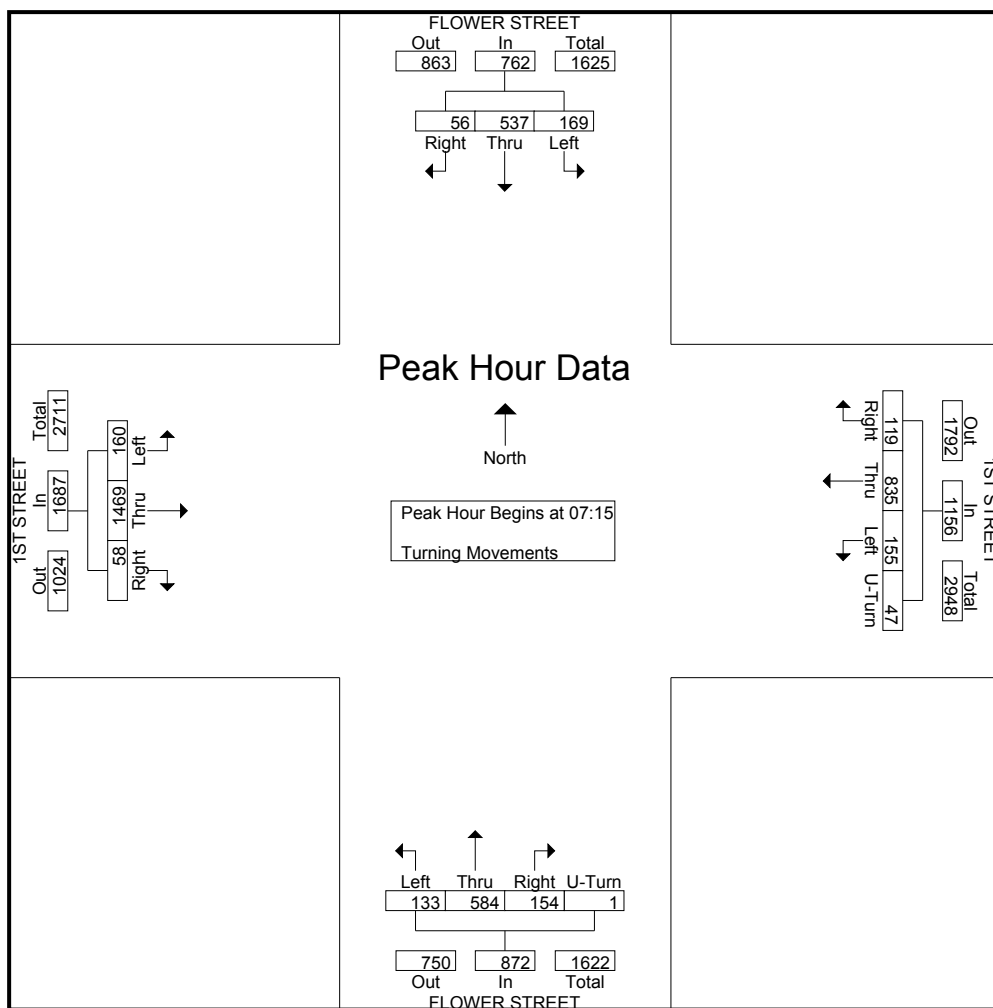 FLOWER STREET
Out In Total
863 762 1625
56 537 169
Right Thru Left
Peak Hour Data
North
Peak Hour Begins at 07:15
Turning Movements
1ST STREET
Total In Out
2711 1687 1024
160 1469 58
Left Thru Right
1ST STREET
Out In Total
1792 1156 2948
119 835 155 47
Right Thru Left U-Turn
Left Thru Right U-Turn
133 584 154 1
750 872 1622
Out In Total
FLOWER STREET